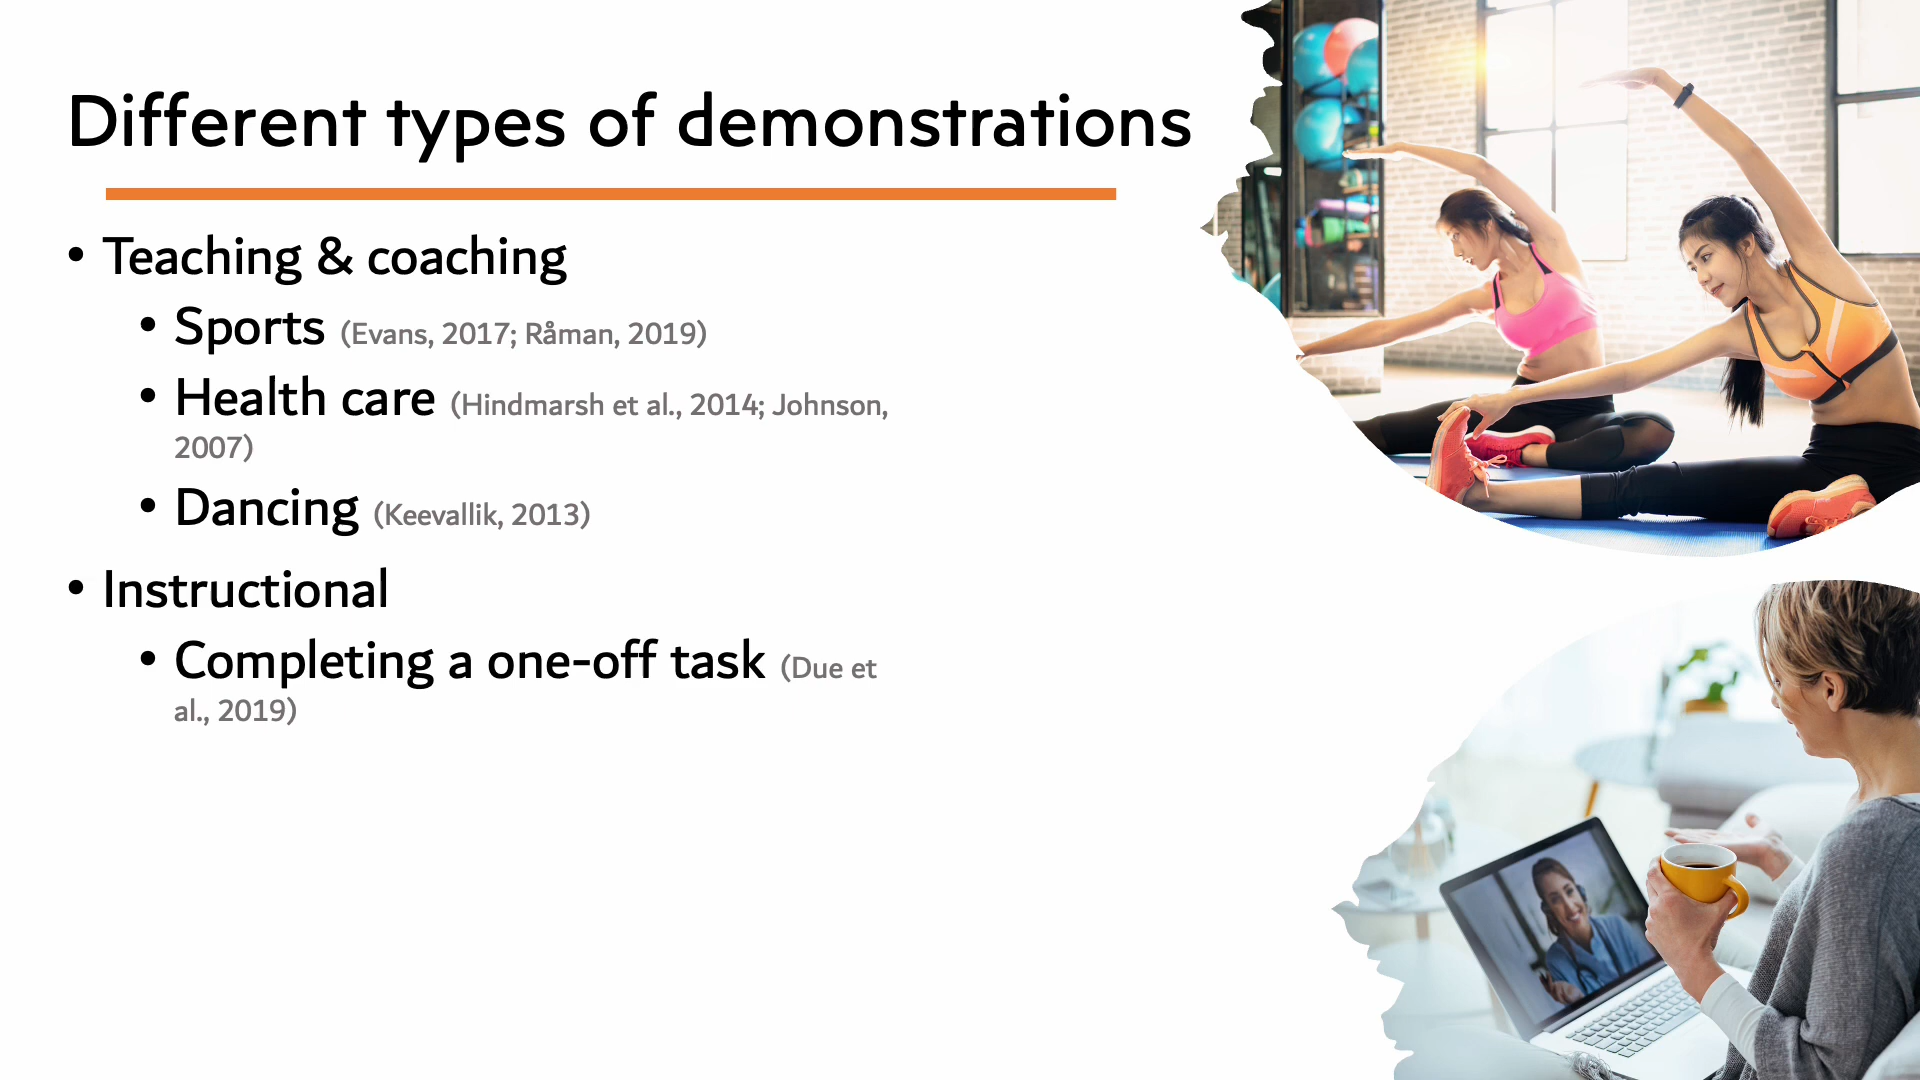 Different types of demonstrations
• Teaching & coaching
• Sports (Evans, 2017; Råman, 2019)
• Health care (Hindmarsh et al., 2014; Johnson,
2007)
• Dancing (Keevallik, 2013)
• Instructional
• Completing a one-off task (Due et
al., 2019)